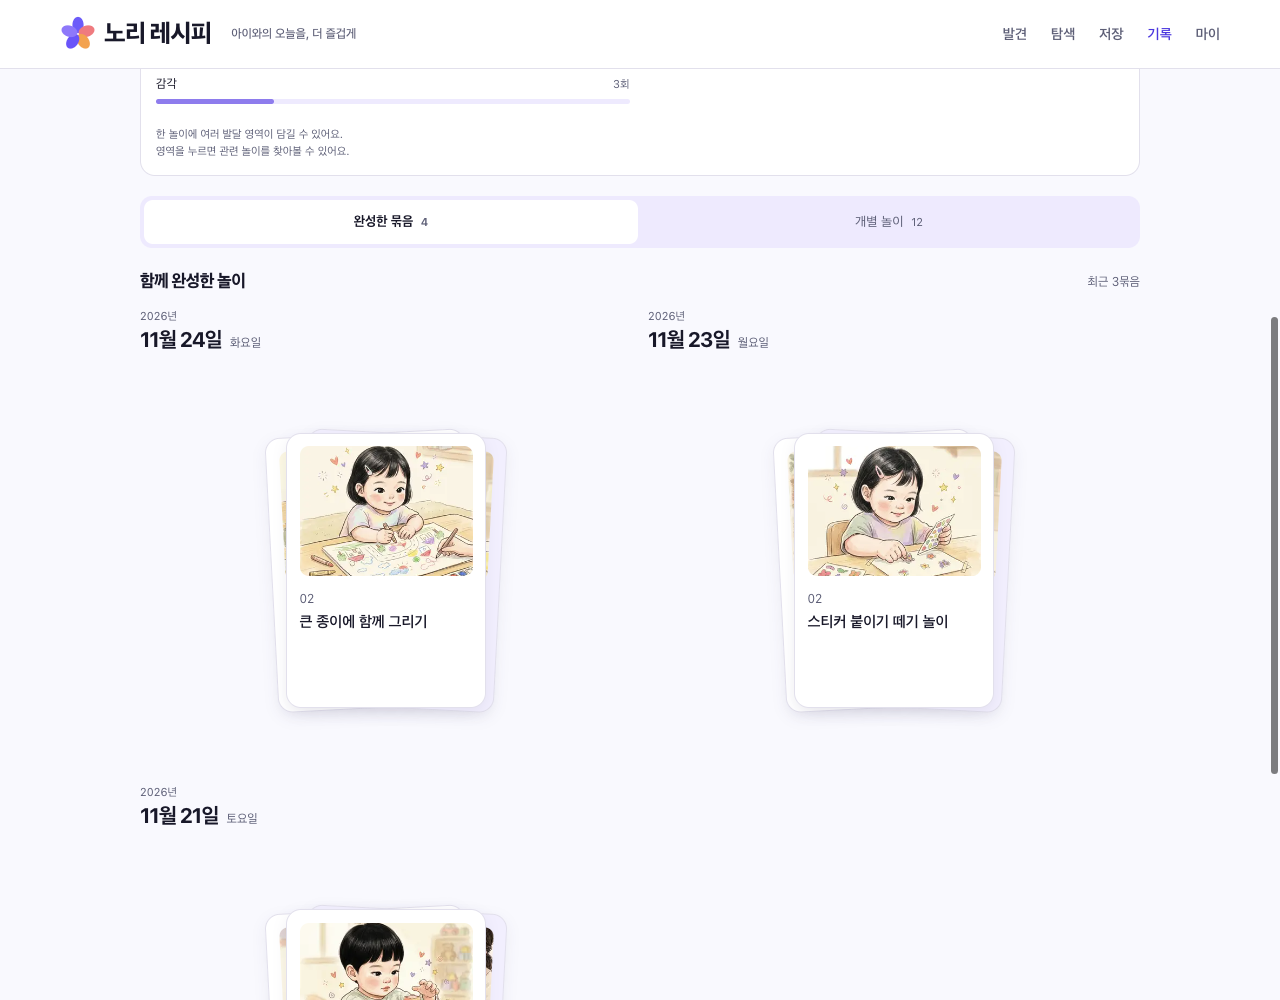 노리 레시피
아이와의 오늘을, 더 즐겁게
발견
탐색
저장
기록
마이
감각
3회
한 놀이에 여러 발달 영역이 담길 수 있어요.
영역을 누르면 관련 놀이를 찾아볼 수 있어요.
완성한 묶음 4
개별 놀이 12
함께 완성한 놀이
최근 3묶음
2026년
11월 24일 화요일
2026년
11월 23일 월요일
02
큰 종이에 함께 그리기
02
스티커 붙이기 떼기 놀이
2026년
11월 21일 토요일